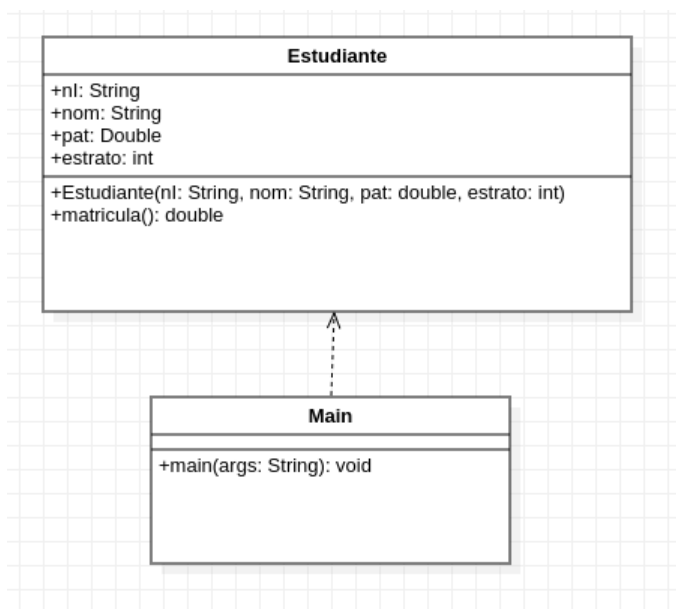 Estudiante
+nI: String
+nom: String
+pat: Double
+estrato: int
+Estudiante(nI: String, nom: String, pat: double, estrato: int)
+matricula(): double
Main
+main(args: String): void